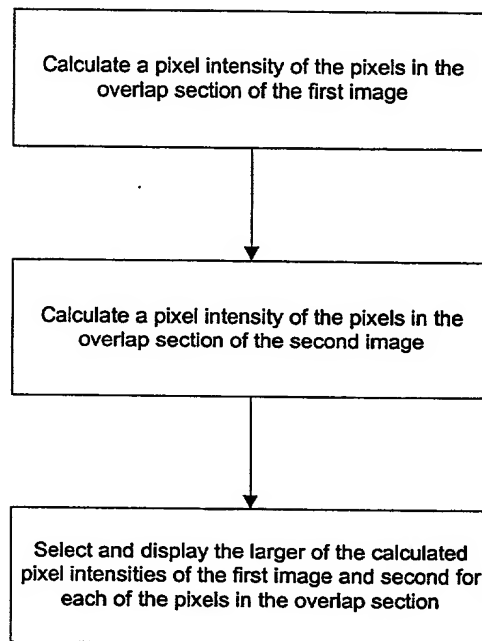 Calculate a pixel intensity of the pixels in the
overlap section of the first image
Calculate a pixel intensity of the pixels in the
overlap section of the second image
Select and display the larger of the calculated
pixel intensities of the first image and second for
each of the pixels in the overlap section